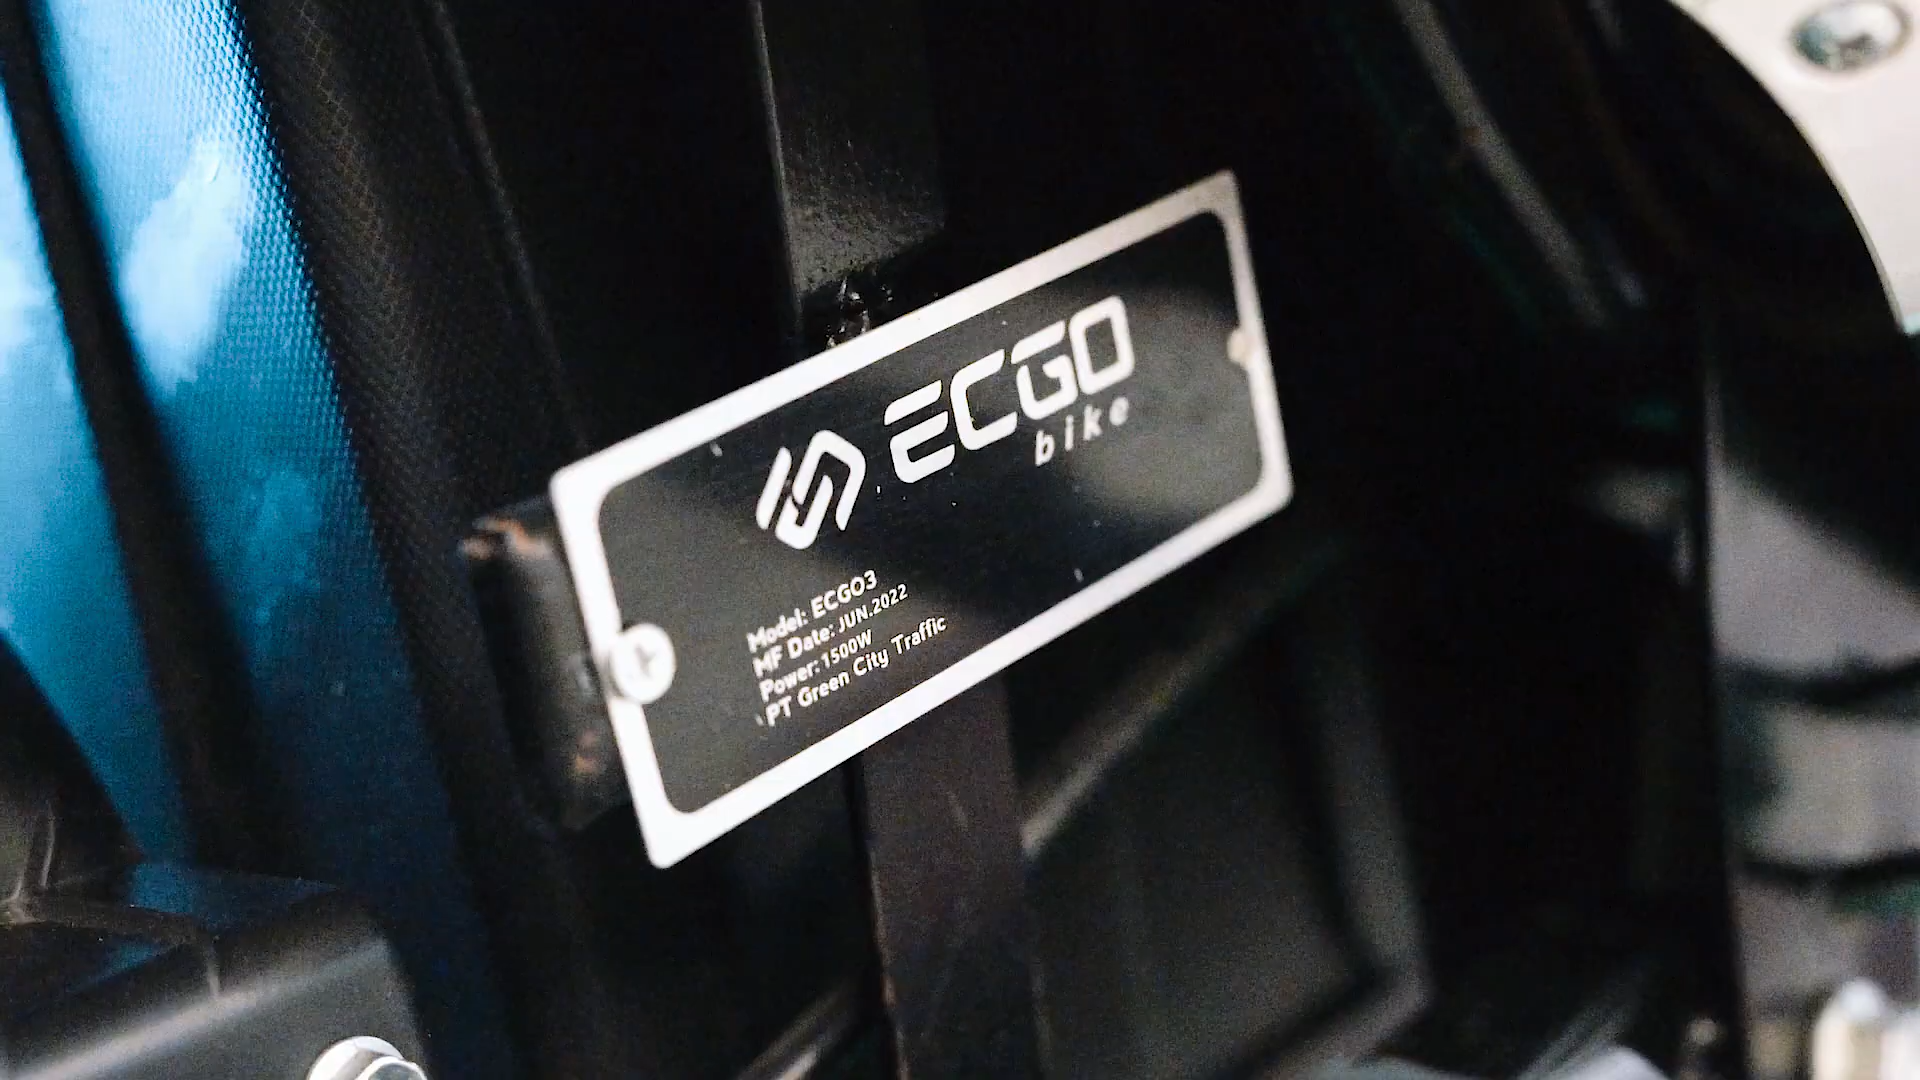 ECGO
bike
Model: ECGO3
MF Date: JUN.2022
Power: 1500W
PT Green City Traffic